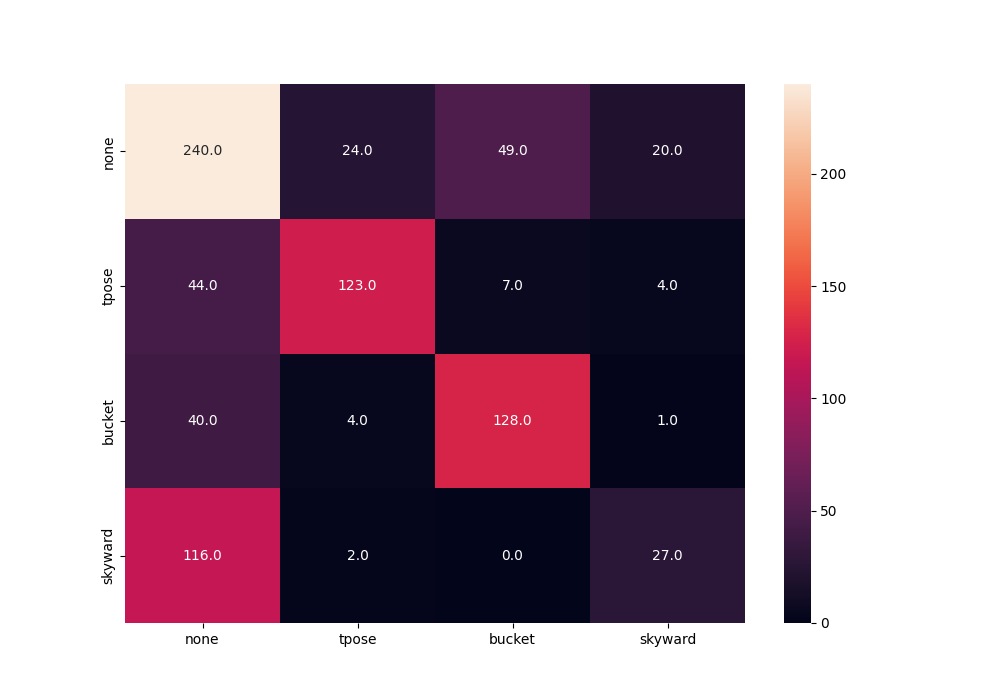 none 240.0 24.0 49.0 20.0
tpose 44.0 123.0 7.0 4.0
bucket 40.0 4.0 128.0 1.0
skyward 116.0 2.0 0.0 27.0
none tpose bucket skyward
200
150
100
50
0